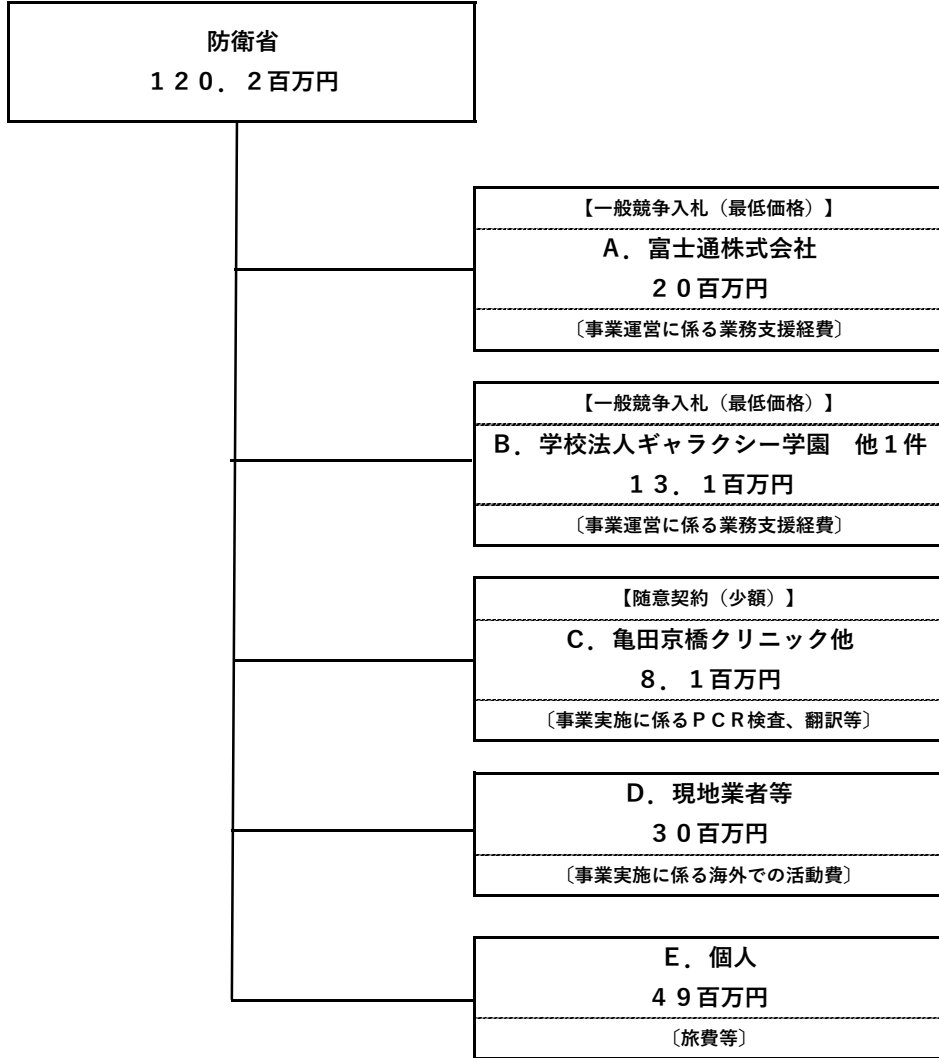 防衛省
１２０．２百万円
【一般競争入札（最低価格）】
Ａ．富士通株式会社
２０百万円
〔事業運営に係る業務支援経費〕
【一般競争入札（最低価格）】
Ｂ．学校法人ギャラクシー学園　他１件
１３．１百万円
〔事業運営に係る業務支援経費〕
【随意契約（少額）】
Ｃ．亀田京橋クリニック他
８．１百万円
〔事業実施に係るＰＣＲ検査、翻訳等〕
Ｄ．現地業者等
３０百万円
〔事業実施に係る海外での活動費〕
Ｅ．個人
４９百万円
〔旅費等〕